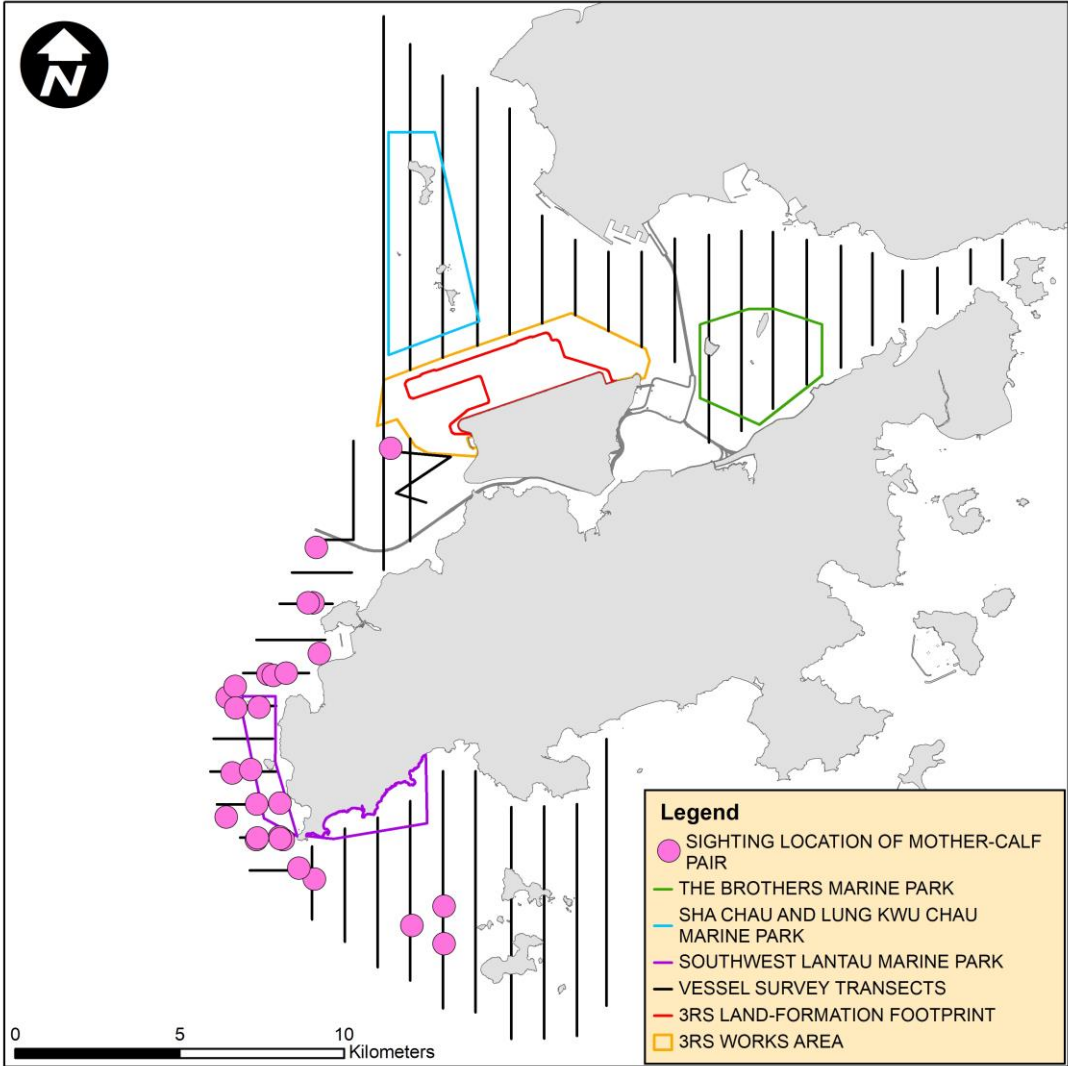 N
Legend
SIGHTING LOCATION OF MOTHER-CALF
PAIR
THE BROTHERS MARINE PARK
SHA CHAU AND LUNG KWU CHAU
MARINE PARK
SOUTHWEST LANTAU MARINE PARK
VESSEL SURVEY TRANSECTS
3RS LAND-FORMATION FOOTPRINT
3RS WORKS AREA
0 5 10
Kilometers